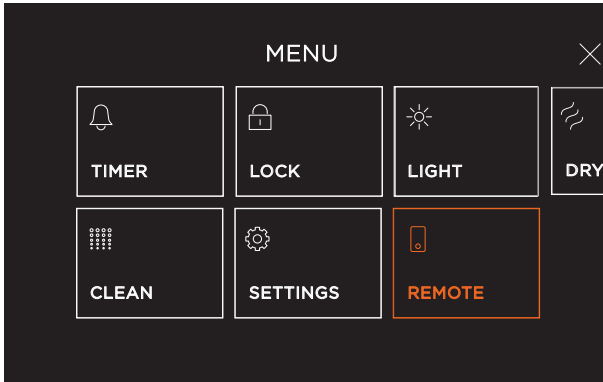 MENU
TIMER
LOCK
LIGHT
DRY
CLEAN
SETTINGS
REMOTE